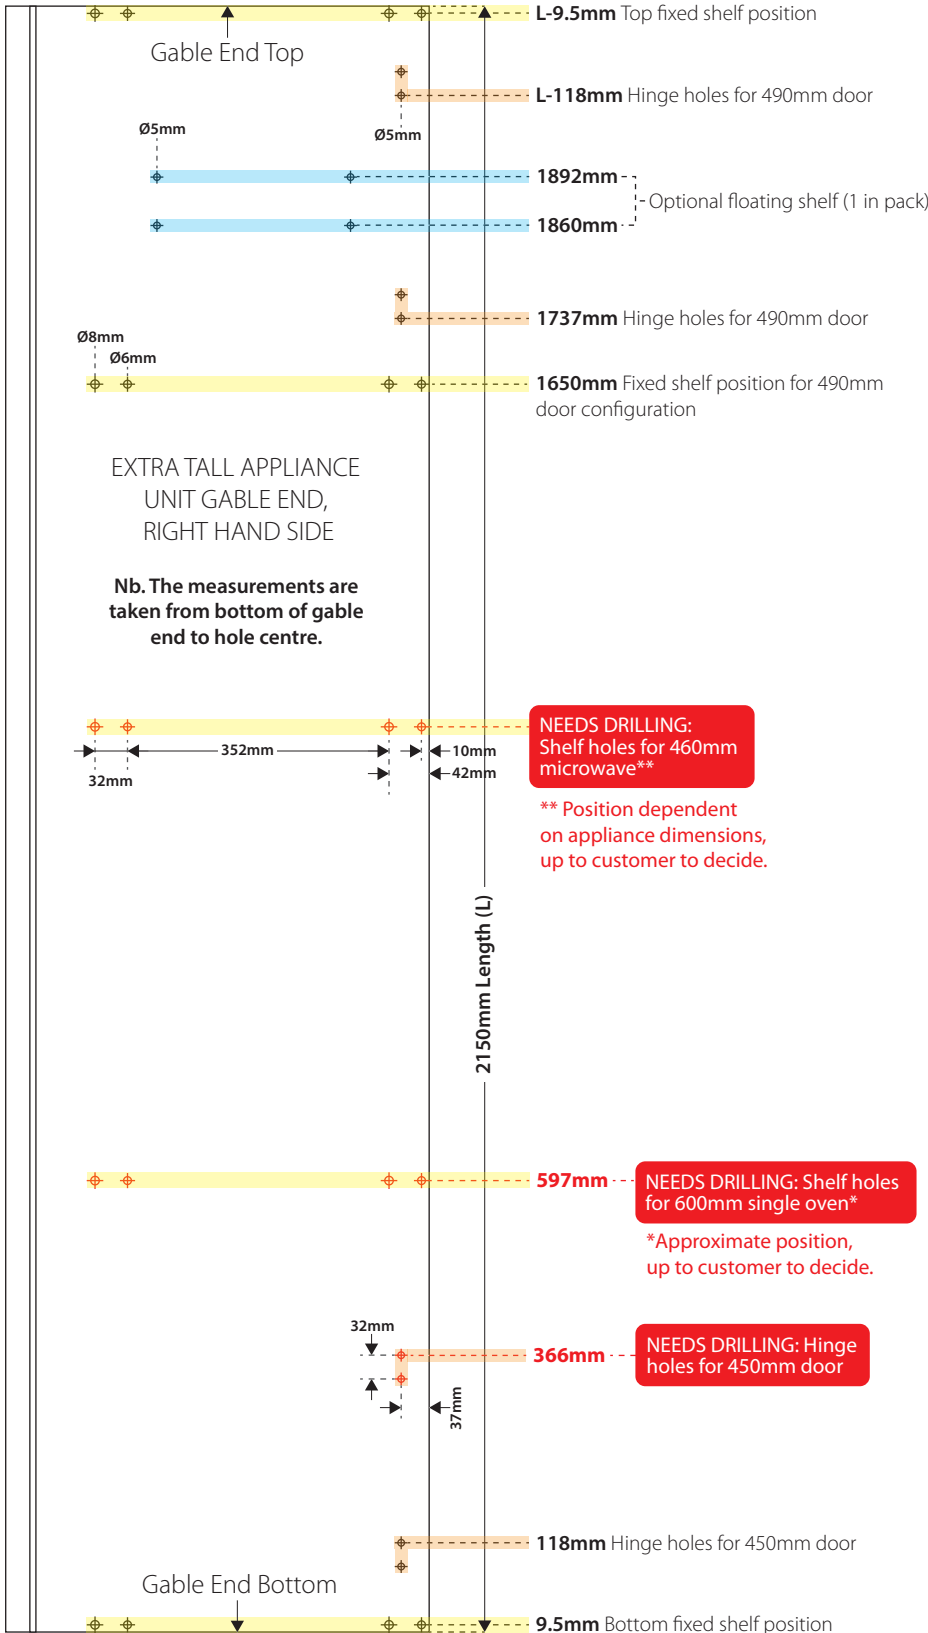 L-9.5mm Top fixed shelf position
Gable End Top
L-118mm Hinge holes for 490mm door
Ø5mm
Ø5mm
1892mm
Optional floating shelf (1 in pack)
1860mm
1737mm Hinge holes for 490mm door
Ø8mm
Ø6mm
1650mm Fixed shelf position for 490mm
door configuration
EXTRA TALL APPLIANCE
UNIT GABLE END,
RIGHT HAND SIDE
Nb. The measurements are
taken from bottom of gable
end to hole centre.
NEEDS DRILLING:
Shelf holes for 460mm
microwave**
352mm
10mm
32mm
42mm
** Position dependent
on appliance dimensions,
up to customer to decide.
2150mm Length (L)
597mm
NEEDS DRILLING: Shelf holes
for 600mm single oven*
*Approximate position,
up to customer to decide.
32mm
366mm
NEEDS DRILLING: Hinge
holes for 450mm door
37mm
118mm Hinge holes for 450mm door
Gable End Bottom
9.5mm Bottom fixed shelf position